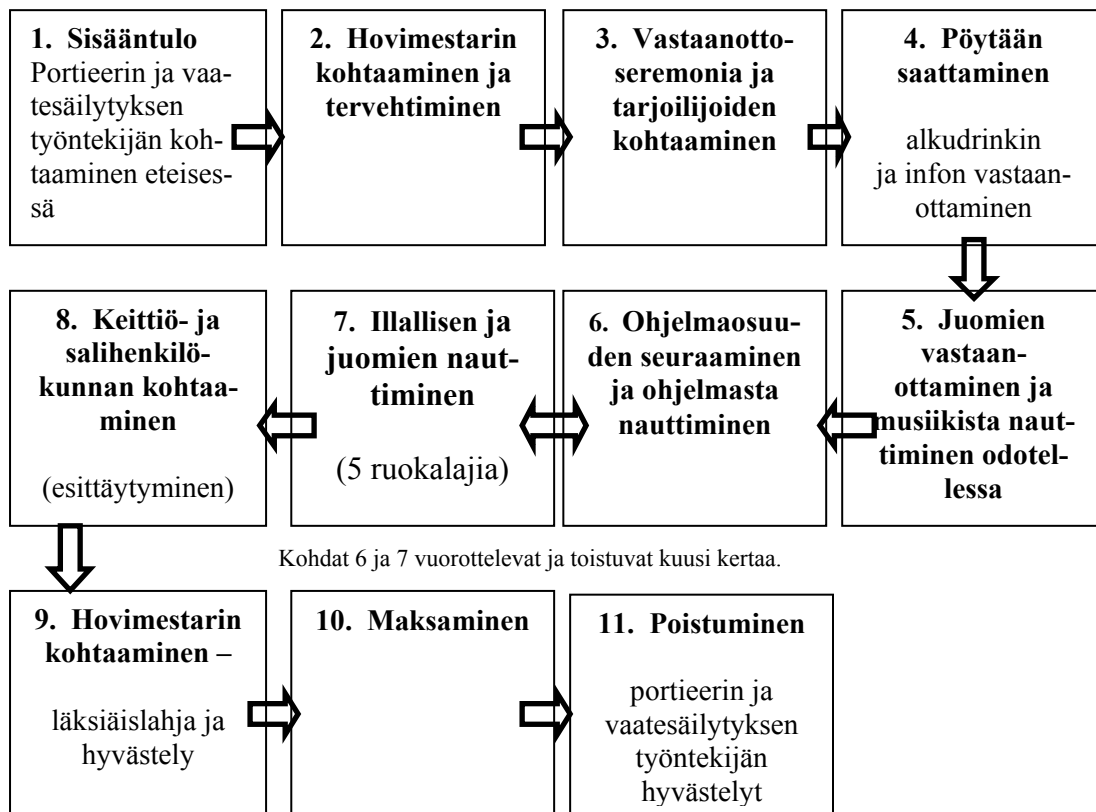 1. Sisääntulo
Portieerin ja vaa-
tesäilytyksen
työntekijän koh-
taaminen eteises-
sä
2. Hovimestarin
kohtaaminen ja
tervehtiminen
3. Vastaanotto-
seremonia ja
tarjoilijoiden
kohtaaminen
4. Pöytään
saattaminen
alkudrinkin
ja infon vastaan-
ottaminen
5. Juomien
vastaan-
ottaminen ja
musiikista naut-
timinen odotel-
lessa
6. Ohjelmaosuu-
den seuraaminen
ja ohjelmasta
nauttiminen
7. Illallisen ja
juomien naut-
timinen
(5 ruokalajia)
8. Keittiö- ja
salihenkilö-
kunnan kohtaa-
minen
(esittäytyminen)
Kohdat 6 ja 7 vuorottelevat ja toistuvat kuusi kertaa.
9. Hovimestarin
kohtaaminen –
läksiäislahja ja
hyvästely
10. Maksaminen
11. Poistuminen
portieerin ja
vaatesäilytyksen
työntekijän
hyvästelyt